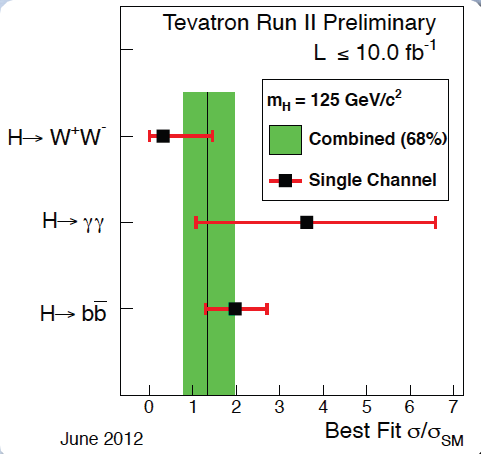 Tevatron Run II Preliminary
L ≤ 10.0 fb⁻¹
m_H = 125 GeV/c²
Combined (68%)
Single Channel
H→ W⁺W⁻
H→ γγ
H→ bb̅
0 1 2 3 4 5 6 7
June 2012
Best Fit σ/σ_SM